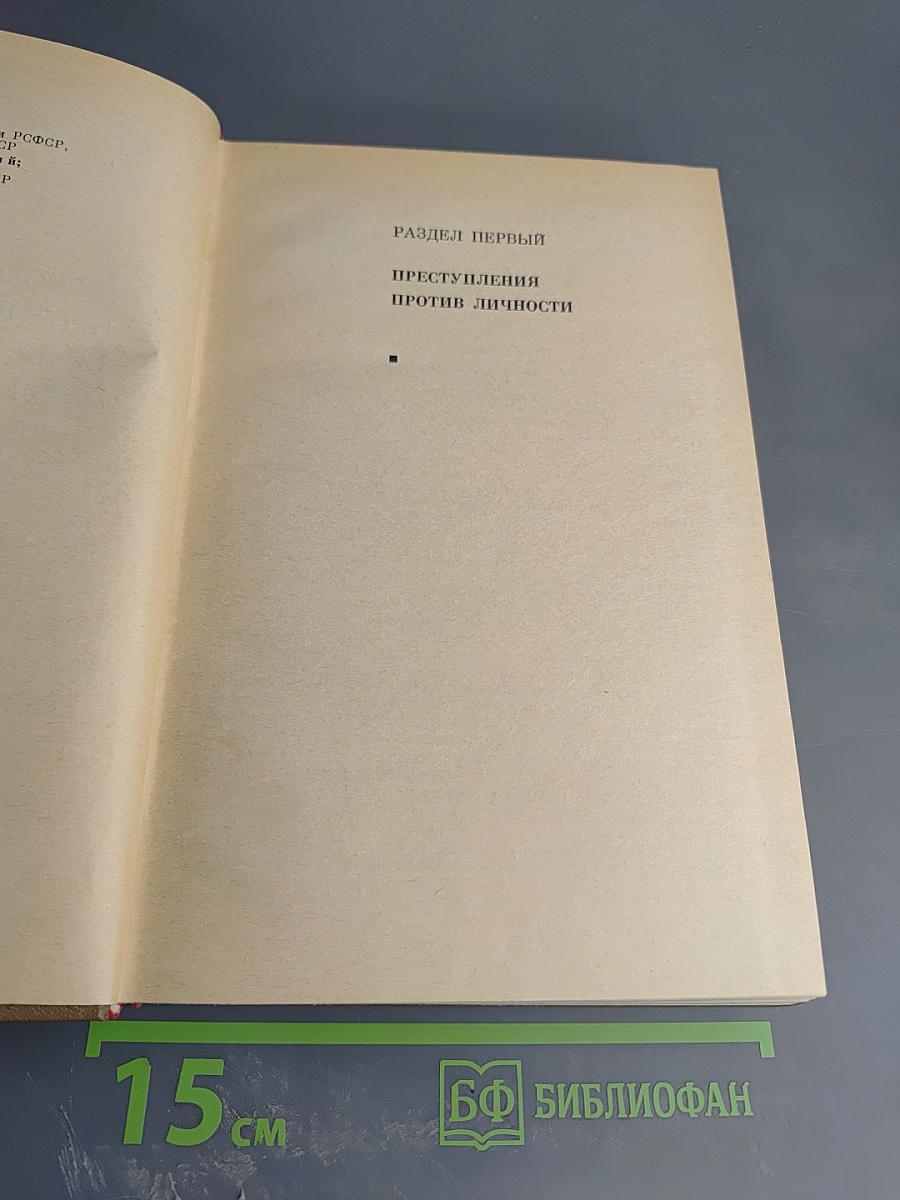 и РСФСР,
СР
й;
Р
РАЗДЕЛ ПЕРВЫЙ
ПРЕСТУПЛЕНИЯ
ПРОТИВ ЛИЧНОСТИ
15 см
БФ БИБЛИОФАН